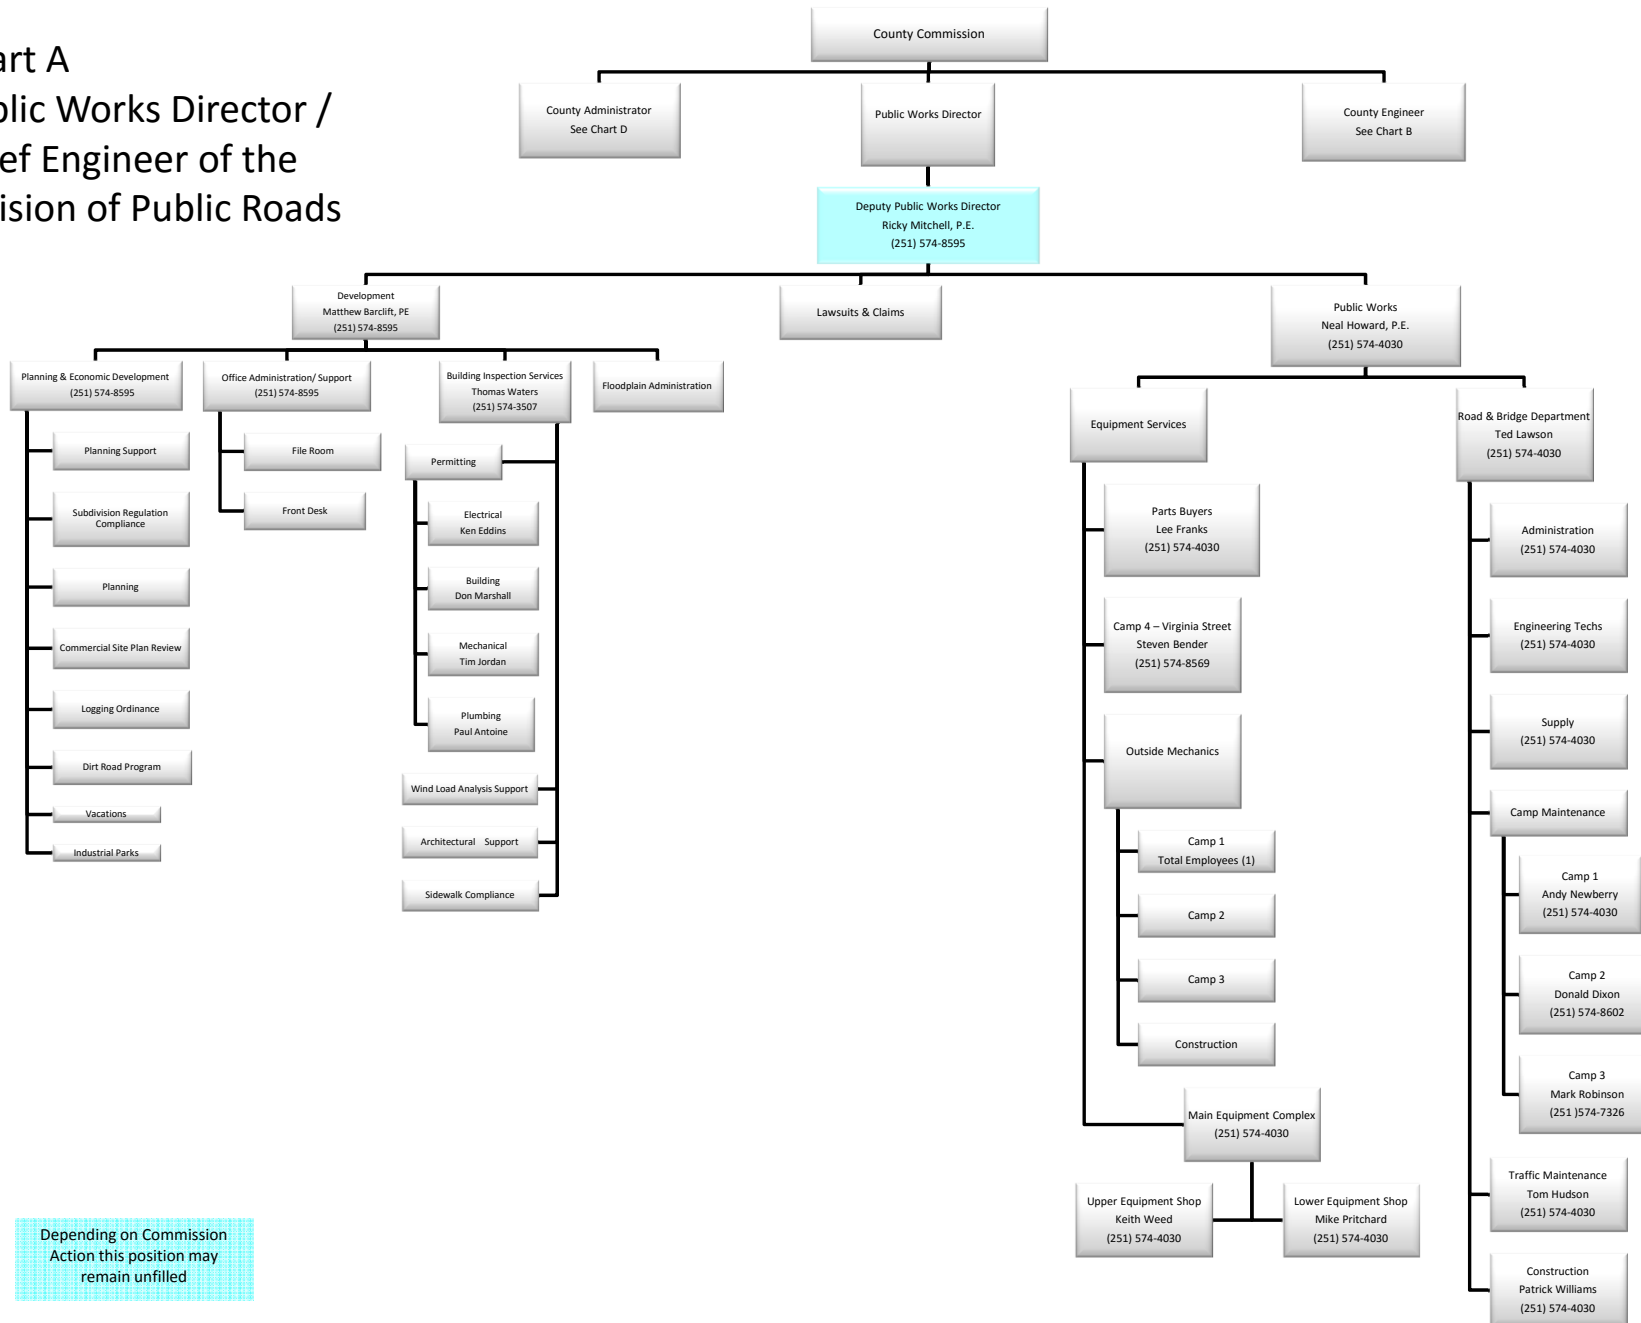 art A
blic Works Director /
ef Engineer of the
ision of Public Roads
County Commission
County Administrator
See Chart D
Public Works Director
County Engineer
See Chart B
Deputy Public Works Director
Ricky Mitchell, P.E.
(251) 574-8595
Development
Matthew Barclift, PE
(251) 574-8595
Lawsuits & Claims
Public Works
Neal Howard, P.E.
(251) 574-4030
Planning & Economic Development
(251) 574-8595
Office Administration/ Support
(251) 574-8595
Building Inspection Services
Thomas Waters
(251) 574-3507
Floodplain Administration
Planning Support
Subdivision Regulation
Compliance
Planning
Commercial Site Plan Review
Logging Ordinance
Dirt Road Program
Vacations
Industrial Parks
File Room
Front Desk
Permitting
Electrical
Ken Eddins
Building
Don Marshall
Mechanical
Tim Jordan
Plumbing
Paul Antoine
Wind Load Analysis Support
Architectural Support
Sidewalk Compliance
Equipment Services
Parts Buyers
Lee Franks
(251) 574-4030
Camp 4 – Virginia Street
Steven Bender
(251) 574-8569
Outside Mechanics
Camp 1
Total Employees (1)
Camp 2
Camp 3
Construction
Main Equipment Complex
(251) 574-4030
Upper Equipment Shop
Keith Weed
(251) 574-4030
Lower Equipment Shop
Mike Pritchard
(251) 574-4030
Road & Bridge Department
Ted Lawson
(251) 574-4030
Administration
(251) 574-4030
Engineering Techs
(251) 574-4030
Supply
(251) 574-4030
Camp Maintenance
Camp 1
Andy Newberry
(251) 574-4030
Camp 2
Donald Dixon
(251) 574-8602
Camp 3
Mark Robinson
(251 )574-7326
Traffic Maintenance
Tom Hudson
(251) 574-4030
Construction
Patrick Williams
(251) 574-4030
Depending on Commission
Action this position may
remain unfilled